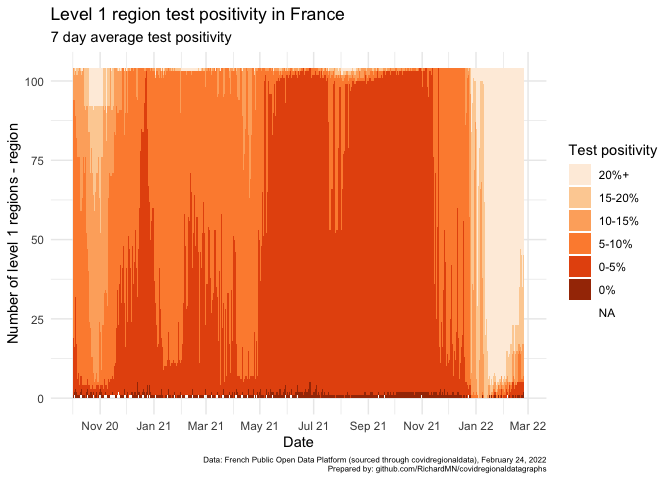 Level 1 region test positivity in France
7 day average test positivity
Number of level 1 regions - region
100
75
50
25
0
Nov 20 Jan 21 Mar 21 May 21 Jul 21 Sep 21 Nov 21 Jan 22 Mar 22
Date
Test positivity
20%+
15-20%
10-15%
5-10%
0-5%
0%
NA
Data: French Public Open Data Platform (sourced through covidregionaldata), February 24, 2022
Prepared by: github.com/RichardMN/covidregionaldatagraphs